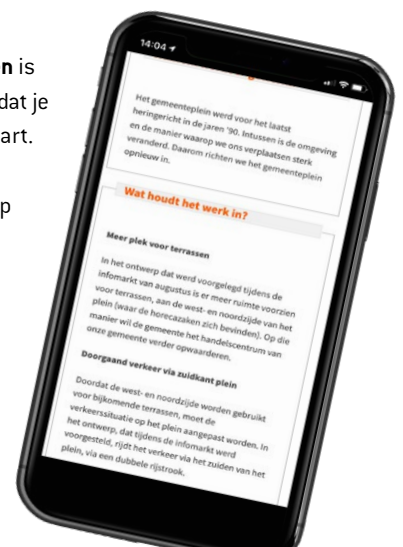 n is
dat je
art.
p
14:04
Het gemeenteplein werd voor het laatst
heringericht in de jaren '90. Intussen is de omgeving
en de manier waarop we ons verplaatsen sterk
veranderd. Daarom richten we het gemeenteplein
opnieuw in.
Wat houdt het werk in?
Meer plek voor terrassen
In het ontwerp dat werd voorgelegd tijdens de
infomarkt van augustus is er meer ruimte voorzien
voor terrassen, aan de west- en noordzijde van het
plein (waar de horecazaken zich bevinden). Op die
manier wil de gemeente het handelscentrum van
onze gemeente verder opwaarderen.
Doorgaand verkeer via zuidkant plein
Doordat de west- en noordzijde worden gebruikt
voor bijkomende terrassen, moet de
verkeerssituatie op het plein aangepast worden. In
het ontwerp, dat tijdens de infomarkt werd
voorgesteld, rijdt het verkeer via het zuiden van het
plein, via een dubbele rijstrook.